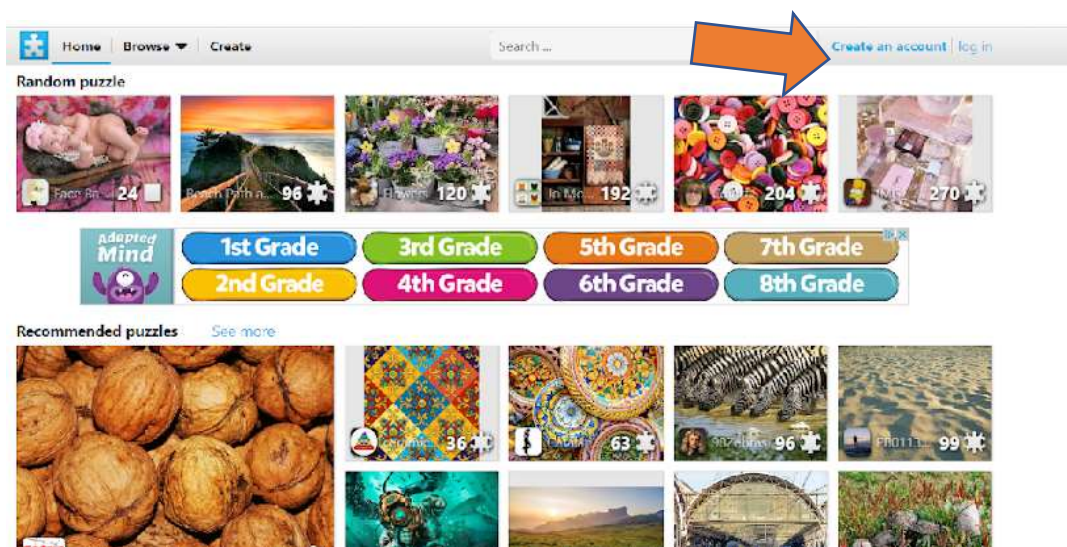 Home Browse ▼ Create Search ... Create an account log in
Random puzzle
24 96 120 192 204 270
Adapted Mind
1st Grade 3rd Grade 5th Grade 7th Grade
2nd Grade 4th Grade 6th Grade 8th Grade
Recommended puzzles See more
36 63 96 99